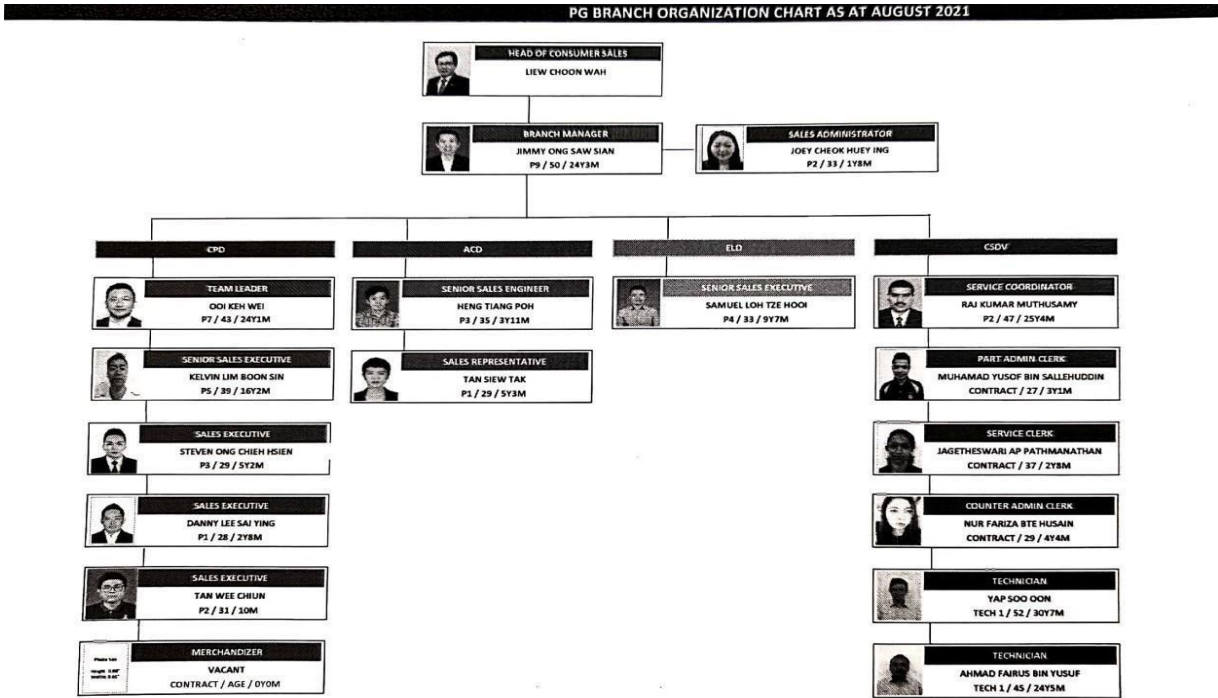 PG BRANCH ORGANIZATION CHART AS AT AUGUST 2021
HEAD OF CONSUMER SALES
LIEW CHOON WAH
BRANCH MANAGER
JIMMY ONG SAW SIAN
P9 / 50 / 24Y3M
SALES ADMINISTRATOR
JOEY CHEOK HUEY ING
P2 / 33 / 1Y8M
CPD
TEAM LEADER
OOI KEH WEI
P7 / 43 / 24Y1M
SENIOR SALES EXECUTIVE
KELVIN LIM BOON SIN
P5 / 39 / 16Y2M
SALES EXECUTIVE
STEVEN ONG CHIEH HSIEN
P3 / 29 / 5Y2M
SALES EXECUTIVE
DANNY LEE SAI YING
P1 / 28 / 2Y8M
SALES EXECUTIVE
TAN WEE CHIUN
P2 / 31 / 10M
MERCHANDIZER
VACANT
CONTRACT / AGE / 0Y0M
ACD
SENIOR SALES ENGINEER
HENG TIANG POH
P3 / 35 / 3Y11M
SALES REPRESENTATIVE
TAN SIEW TAK
P1 / 29 / 5Y3M
ELD
SENIOR SALES EXECUTIVE
SAMUEL LOH TZE HOOI
P4 / 33 / 9Y7M
CSDV
SERVICE COORDINATOR
RAJ KUMAR MUTHUSAMY
P2 / 47 / 25Y4M
PART ADMIN CLERK
MUHAMAD YUSOF BIN SALLEHUDDIN
CONTRACT / 27 / 3Y1M
SERVICE CLERK
JAGETHESWARI AP PATHMANATHAN
CONTRACT / 37 / 2Y8M
COUNTER ADMIN CLERK
NUR FARIZA BTE HUSAIN
CONTRACT / 29 / 4Y4M
TECHNICIAN
YAP SOO OON
TECH 1 / 52 / 30Y7M
TECHNICIAN
AHMAD FAIRUS BIN YUSUF
TECH 1 / 45 / 24Y5M